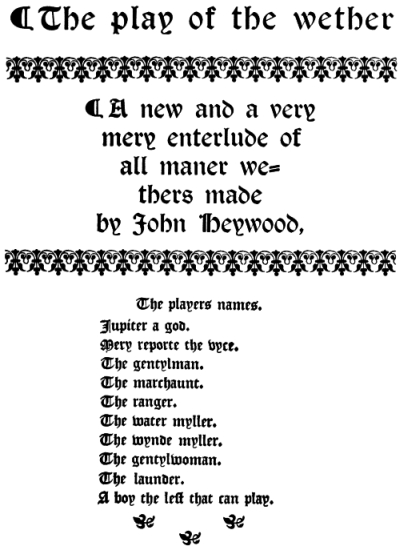 ¶The play of the wether
¶A new and a very
mery enterlude of
all maner we=
thers made
by John Heywood,
The players names.
Jupiter a god.
Mery reporte the vyce.
The gentylman.
The marchaunt.
The ranger.
The water myller.
The wynde myller.
The gentylwoman.
The launder.
A boy the lest that can play.